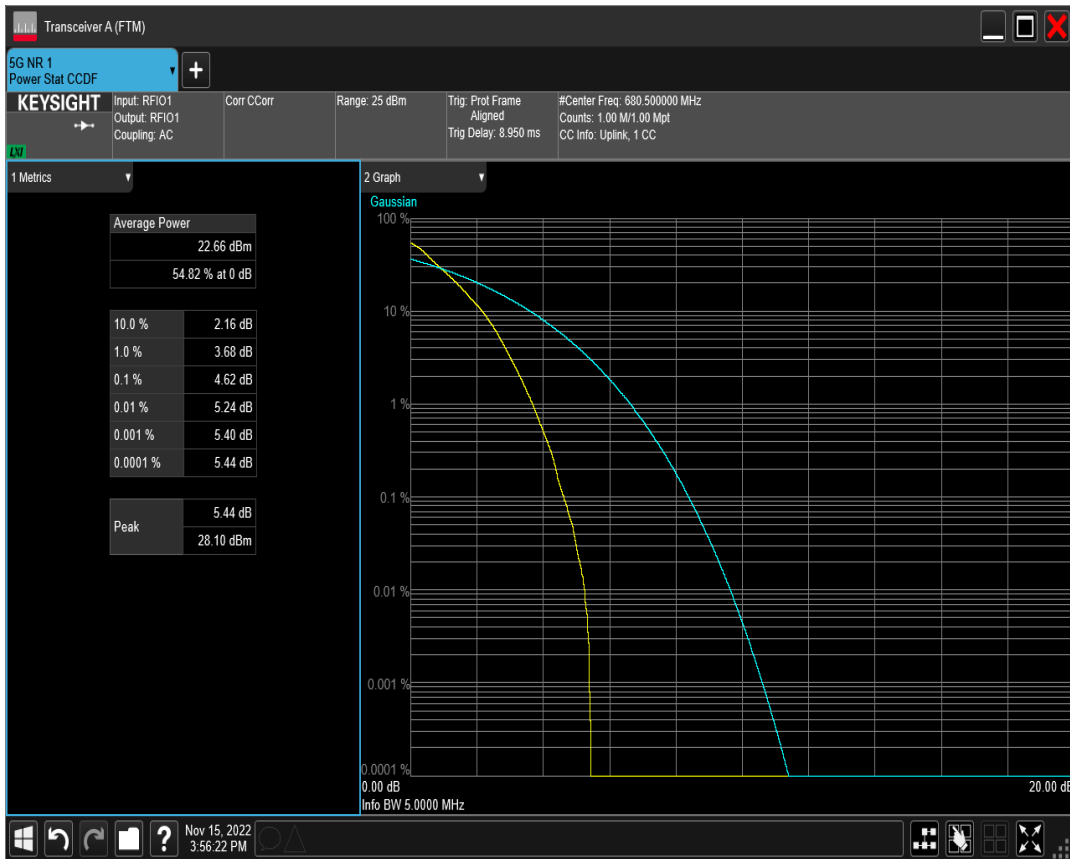 Transceiver A (FTM)
5G NR 1
Power Stat CCDF
+
KEYSIGHT
LXI
Input: RFIO1
Output: RFIO1
Coupling: AC
Corr CCorr
Range: 25 dBm
Trig: Prot Frame
Aligned
Trig Delay: 8.950 ms
#Center Freq: 680.500000 MHz
Counts: 1.00 M/1.00 Mpt
CC Info: Uplink, 1 CC
1 Metrics
Average Power
22.66 dBm
54.82 % at 0 dB
10.0 % 2.16 dB
1.0 % 3.68 dB
0.1 % 4.62 dB
0.01 % 5.24 dB
0.001 % 5.40 dB
0.0001 % 5.44 dB
Peak
5.44 dB
28.10 dBm
2 Graph
Gaussian
100 %
10 %
1 %
0.1 %
0.01 %
0.001 %
0.0001 %
0.00 dB 20.00 dB
Info BW 5.0000 MHz
?
Nov 15, 2022
3:56:22 PM